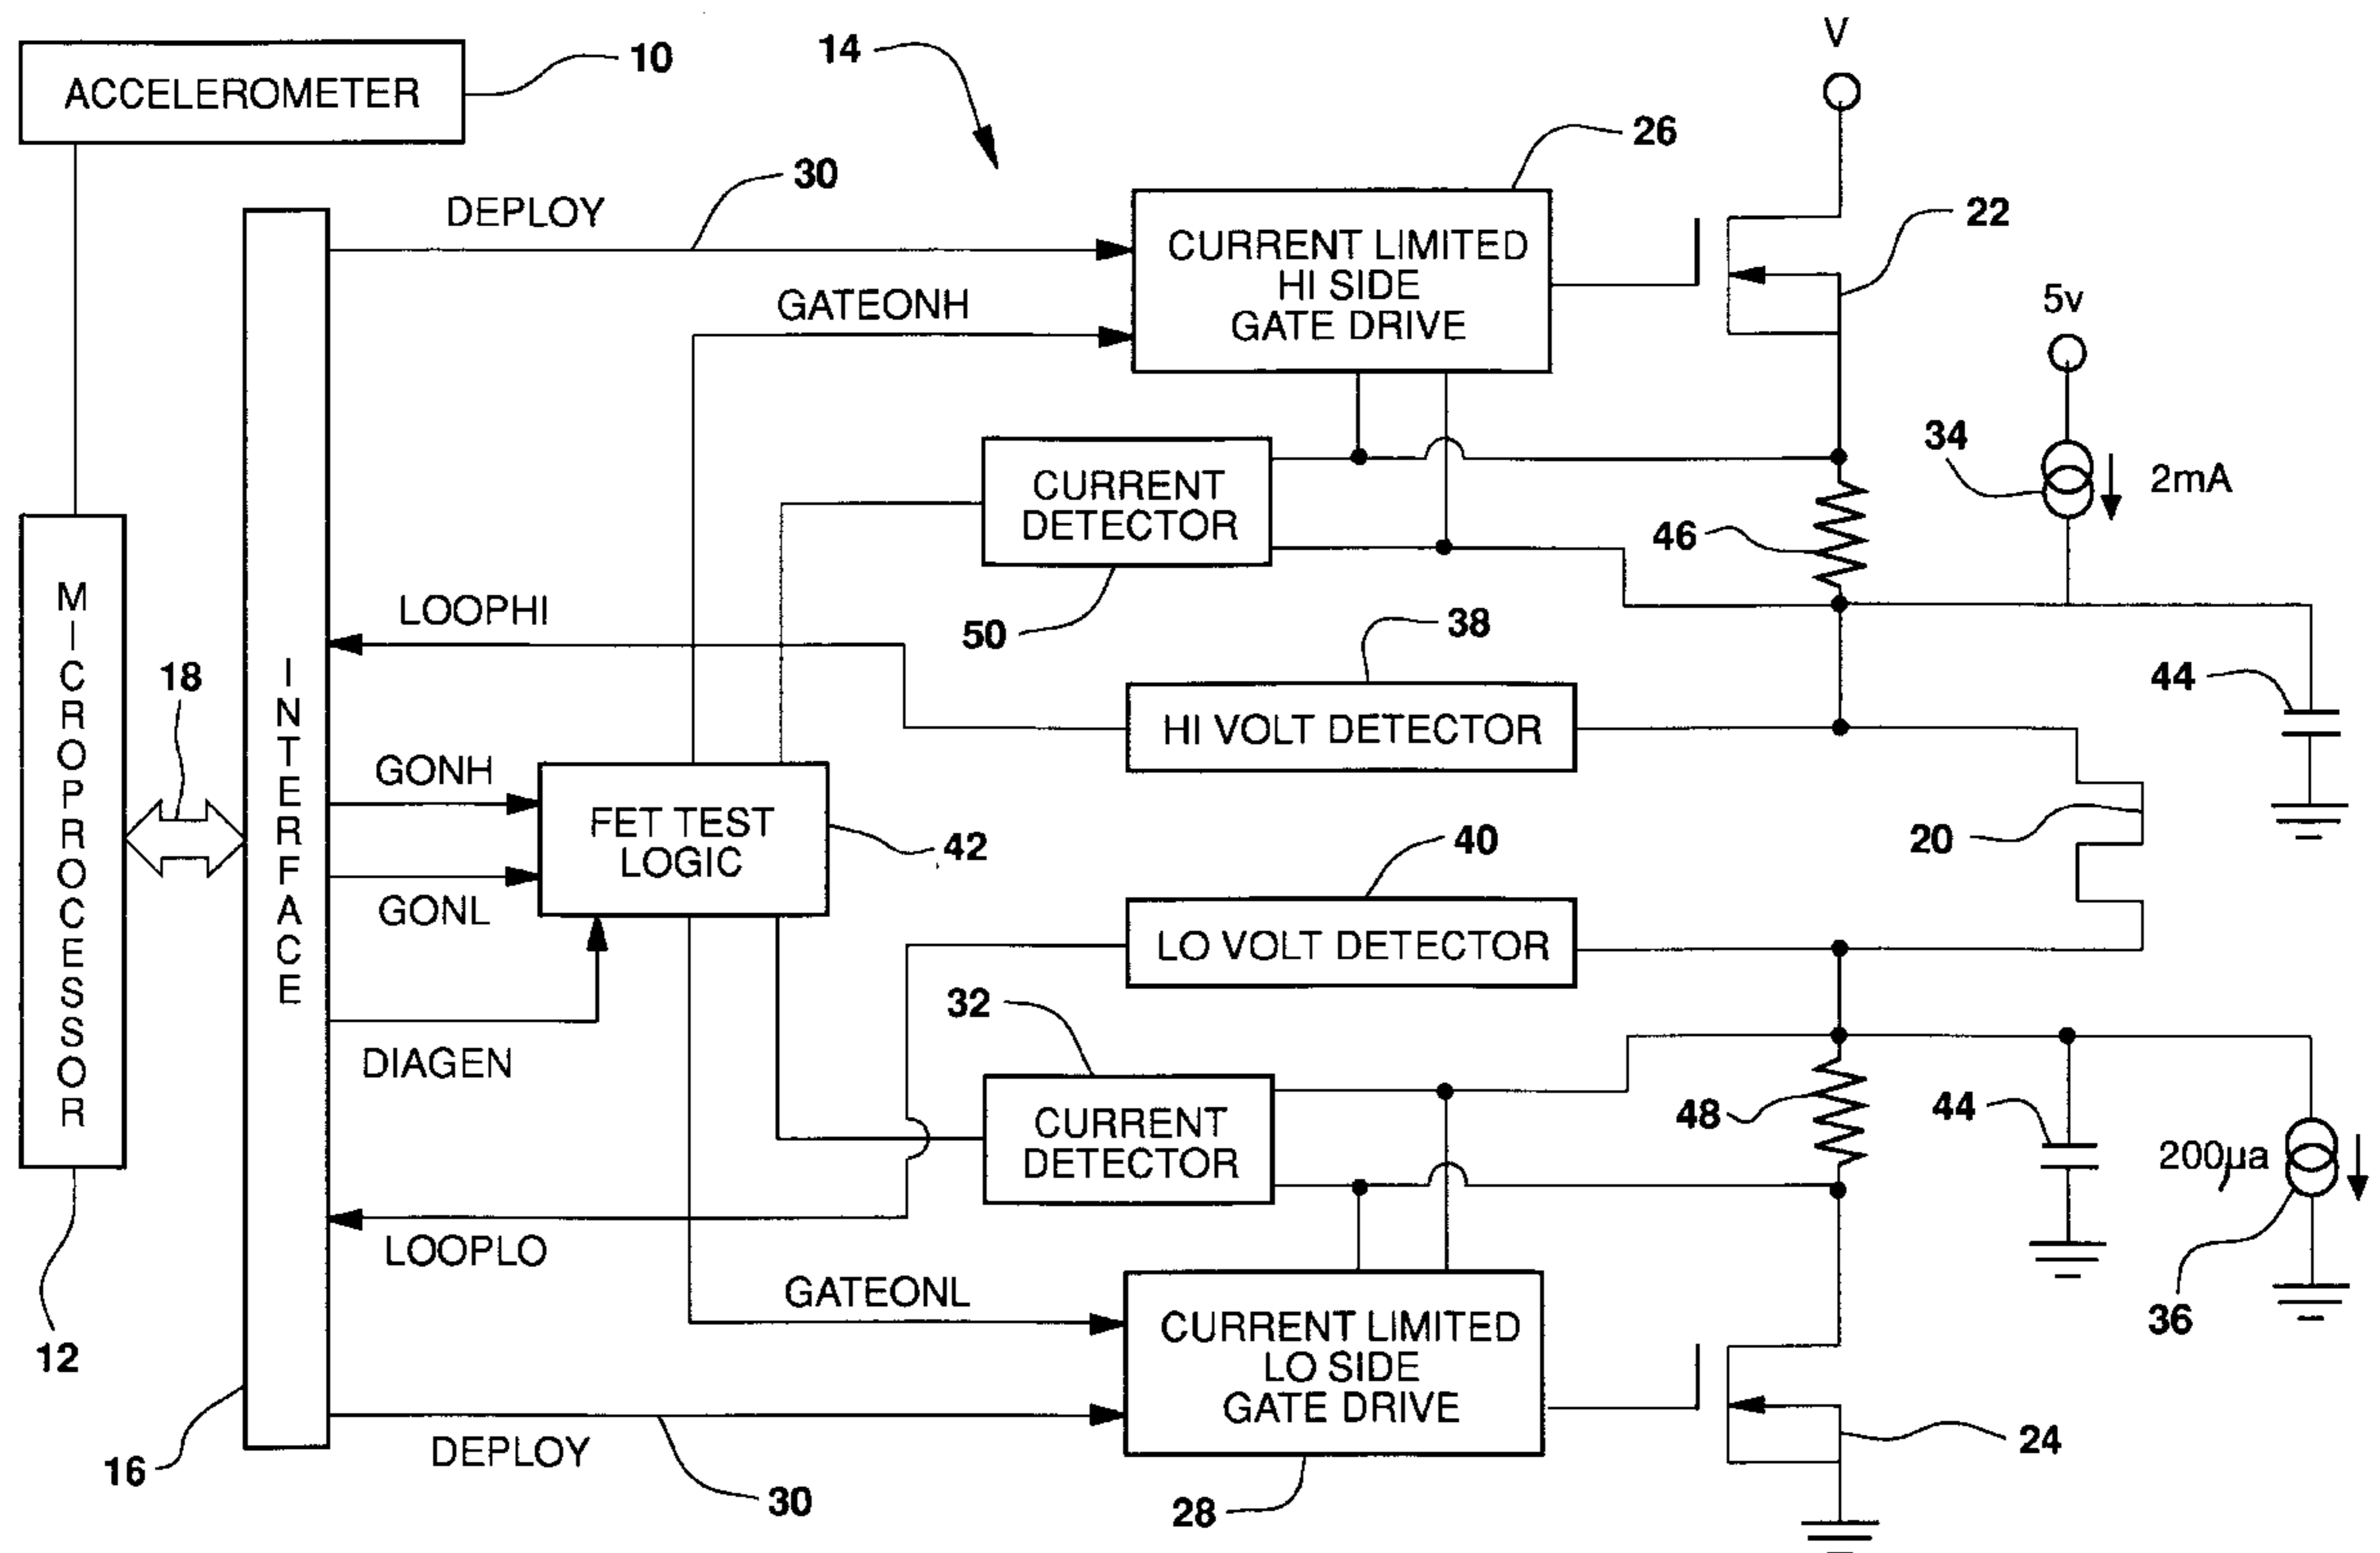 V
ACCELEROMETER
10
14
26
30
DEPLOY
22
CURRENT LIMITED
HI SIDE
GATE DRIVE
GATEONH
5v
34
2mA
CURRENT
DETECTOR
46
50
LOOPHI
38
MICROPROCESSOR
18
INTERFACE
44
HI VOLT DETECTOR
GONH
FET TEST
LOGIC
42
40
20
GONL
LO VOLT DETECTOR
32
DIAGEN
CURRENT
DETECTOR
48
44
200µa
LOOPLO
GATEONL
36
CURRENT LIMITED
LO SIDE
GATE DRIVE
12
16
DEPLOY
30
28
24